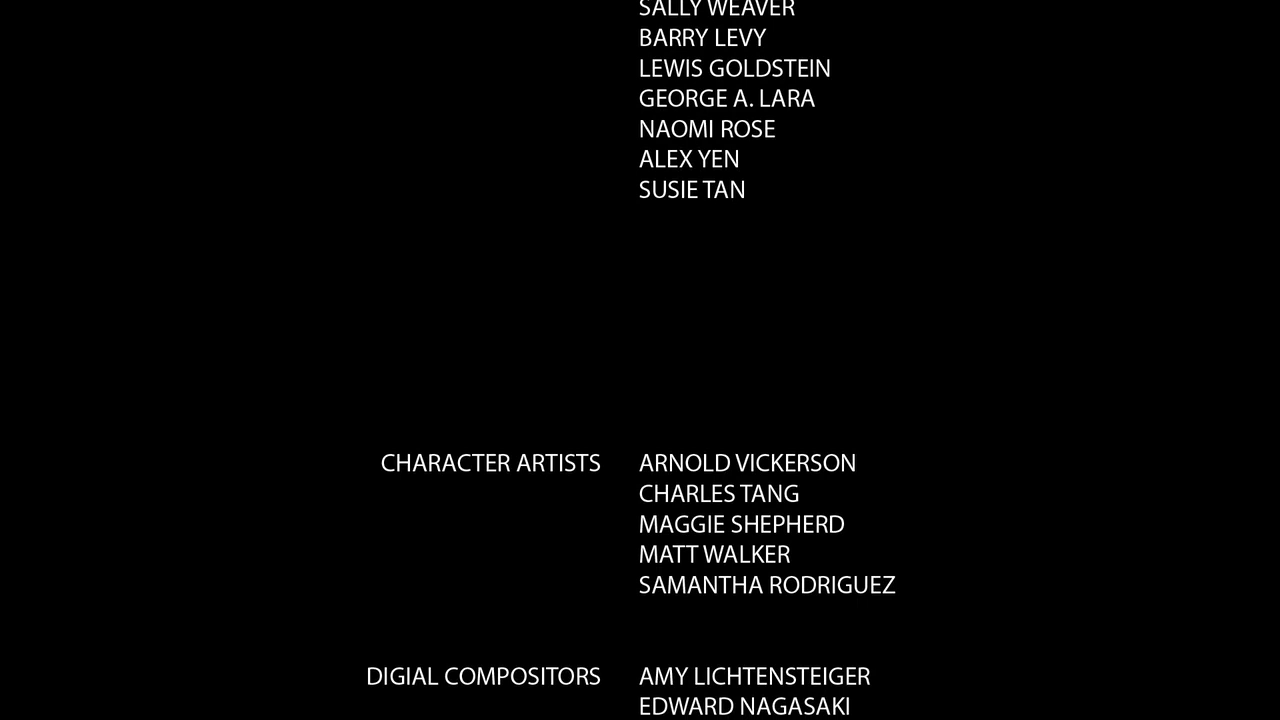 SALLY WEAVER
BARRY LEVY
LEWIS GOLDSTEIN
GEORGE A. LARA
NAOMI ROSE
ALEX YEN
SUSIE TAN
CHARACTER ARTISTS ARNOLD VICKERSON
CHARLES TANG
MAGGIE SHEPHERD
MATT WALKER
SAMANTHA RODRIGUEZ
DIGIAL COMPOSITORS AMY LICHTENSTEIGER
EDWARD NAGASAKI